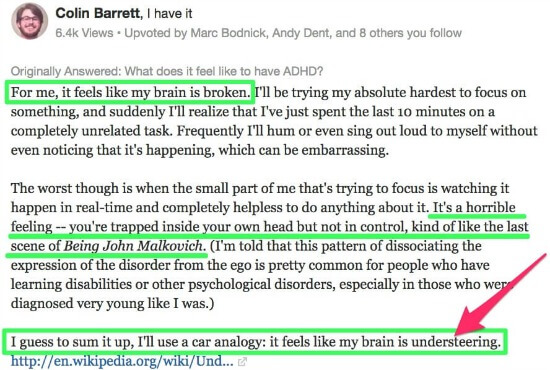 Colin Barrett, I have it
6.4k Views • Upvoted by Marc Bodnick, Andy Dent, and 8 others you follow
Originally Answered: What does it feel like to have ADHD?
For me, it feels like my brain is broken. I'll be trying my absolute hardest to focus on
something, and suddenly I'll realize that I've just spent the last 10 minutes on a
completely unrelated task. Frequently I'll hum or even sing out loud to myself without
even noticing that it's happening, which can be embarrassing.
The worst though is when the small part of me that's trying to focus is watching it
happen in real-time and completely helpless to do anything about it. It's a horrible
feeling -- you're trapped inside your own head but not in control, kind of like the last
scene of Being John Malkovich. (I'm told that this pattern of dissociating the
expression of the disorder from the ego is pretty common for people who have
learning disabilities or other psychological disorders, especially in those who were
diagnosed very young like I was.)
I guess to sum it up, I'll use a car analogy: it feels like my brain is understeering.
http://en.wikipedia.org/wiki/Und...